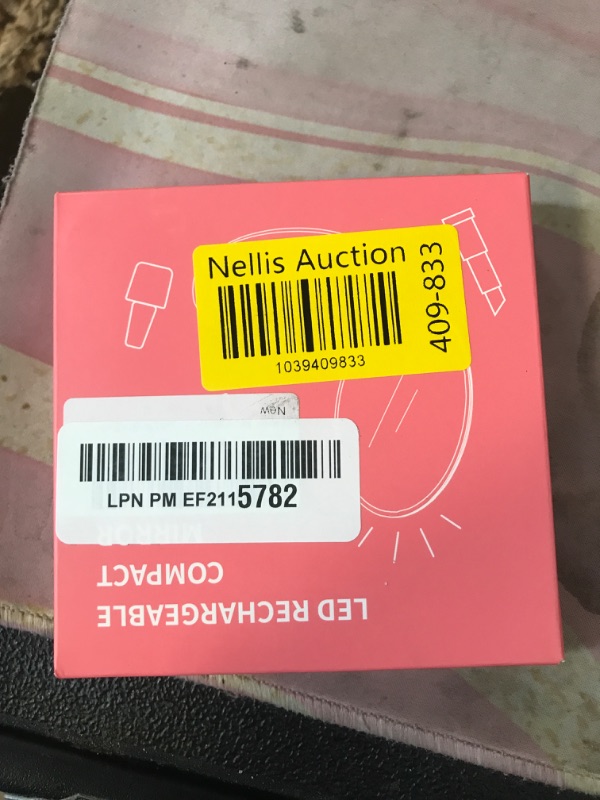 Nellis Auction
1039409833
409-833
New
LPN PM EF2115782
LED RECHARGEABLE
COMPACT
MIRROR